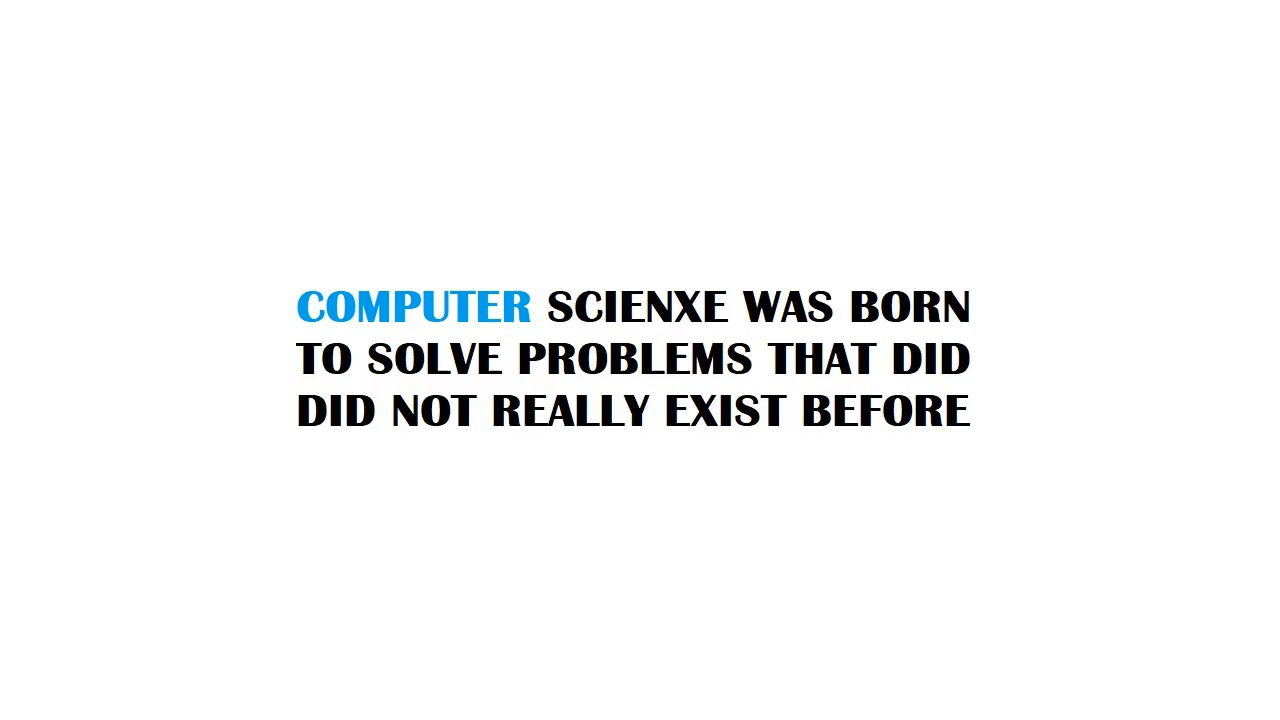 COMPUTER SCIENXE WAS BORN
TO SOLVE PROBLEMS THAT DID
DID NOT REALLY EXIST BEFORE